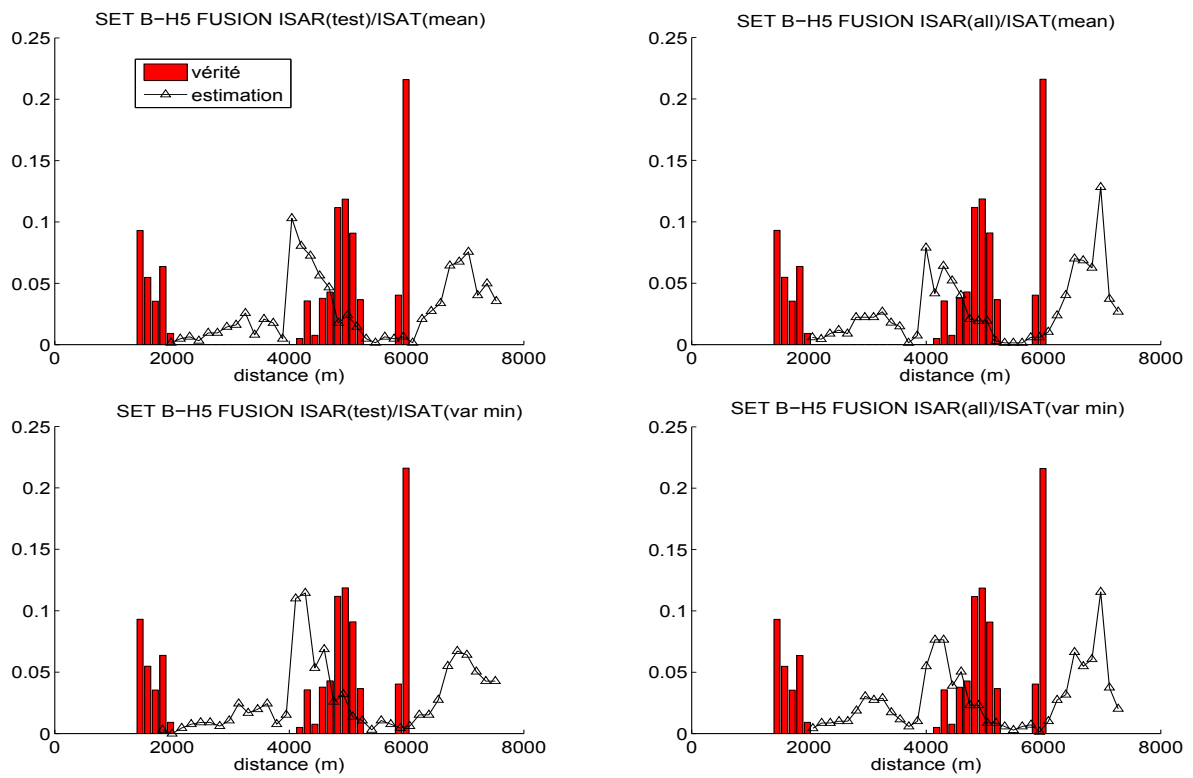 SET B−H5 FUSION ISAR(test)/ISAT(mean)
0.25
0.2
0.15
0.1
0.05
0
0 2000 4000 6000 8000
distance (m)
vérité
estimation
SET B−H5 FUSION ISAR(all)/ISAT(mean)
0.25
0.2
0.15
0.1
0.05
0
0 2000 4000 6000 8000
distance (m)
SET B−H5 FUSION ISAR(test)/ISAT(var min)
0.25
0.2
0.15
0.1
0.05
0
0 2000 4000 6000 8000
distance (m)
SET B−H5 FUSION ISAR(all)/ISAT(var min)
0.25
0.2
0.15
0.1
0.05
0
0 2000 4000 6000 8000
distance (m)